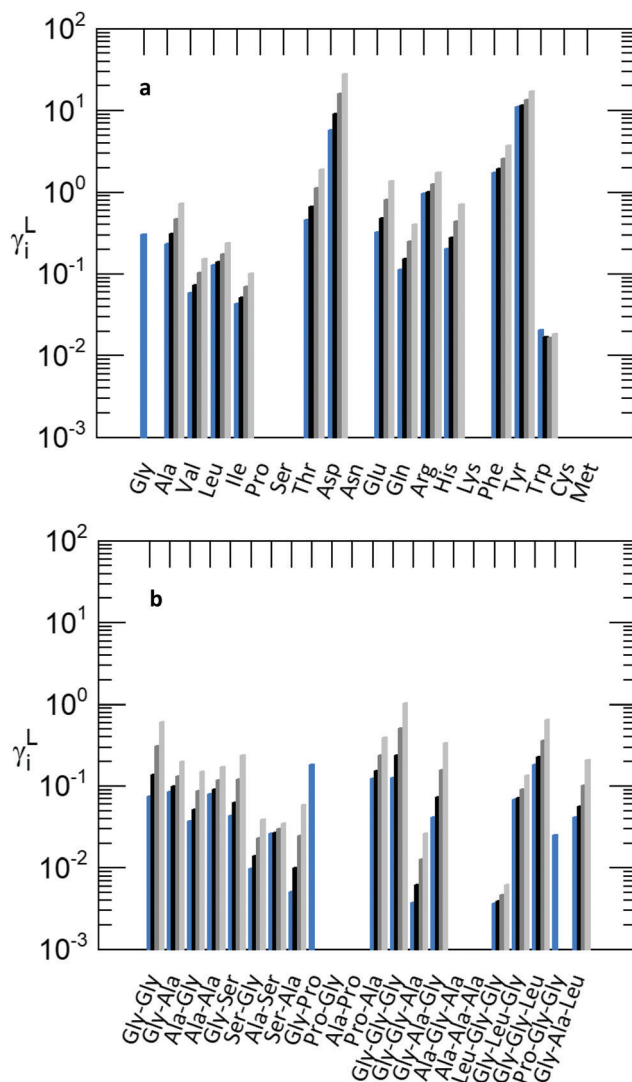 10²
a
10¹
10⁰
γᵢᴸ
10⁻¹
10⁻²
10⁻³
Gly
Ala
Val
Leu
Ile
Pro
Ser
Thr
Asp
Asn
Glu
Gln
Arg
His
Lys
Phe
Tyr
Trp
Cys
Met
10²
b
10¹
10⁰
γᵢᴸ
10⁻¹
10⁻²
10⁻³
Gly-Gly
Gly-Ala
Ala-Gly
Ala-Ala
Gly-Ser
Ser-Gly
Ala-Ser
Ser-Ala
Gly-Pro
Pro-Gly
Ala-Pro
Pro-Ala
Gly-Gly-Gly
Gly-Gly-Ala
Gly-Ala-Gly
Ala-Gly-Ala
Ala-Ala-Ala
Leu-Gly-Gly
Gly-Leu-Gly
Gly-Gly-Leu
Pro-Gly-Gly
Gly-Ala-Leu